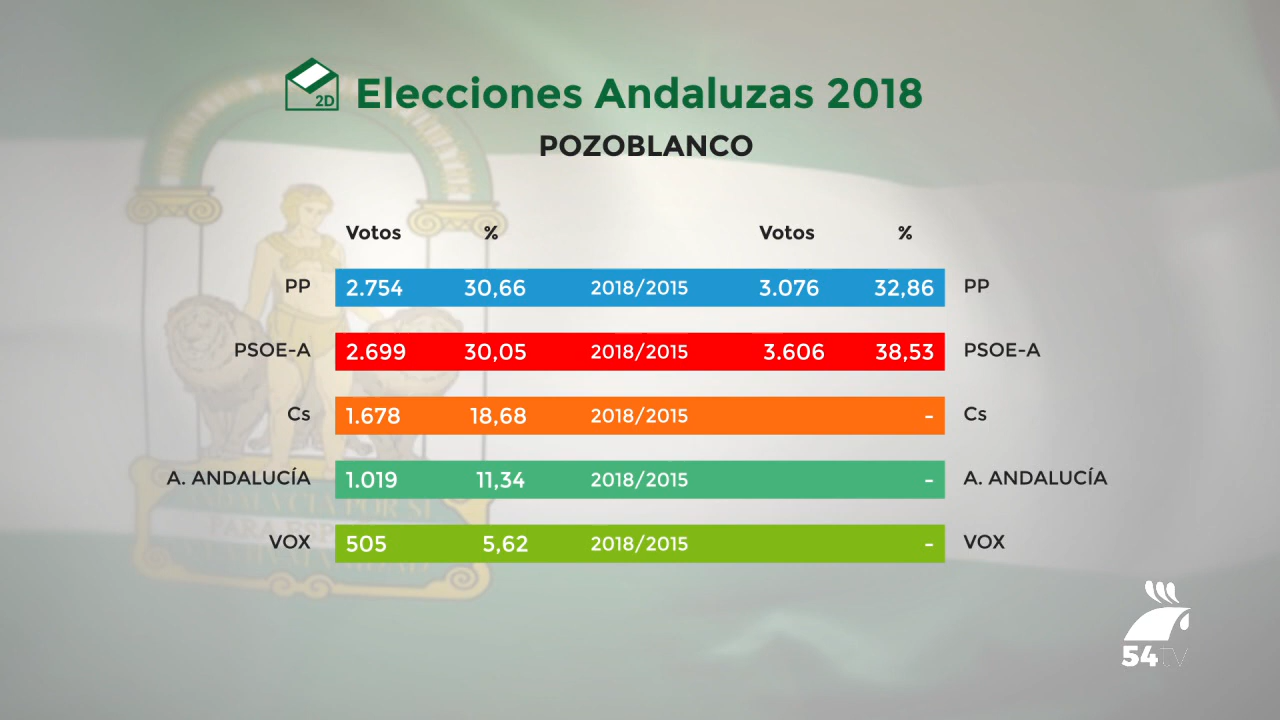 2D Elecciones Andaluzas 2018
POZOBLANCO
Votos % Votos %
PP 2.754 30,66 2018/2015 3.076 32,86 PP
PSOE-A 2.699 30,05 2018/2015 3.606 38,53 PSOE-A
Cs 1.678 18,68 2018/2015 - Cs
A. ANDALUCÍA 1.019 11,34 2018/2015 - A. ANDALUCÍA
VOX 505 5,62 2018/2015 - VOX
54TV